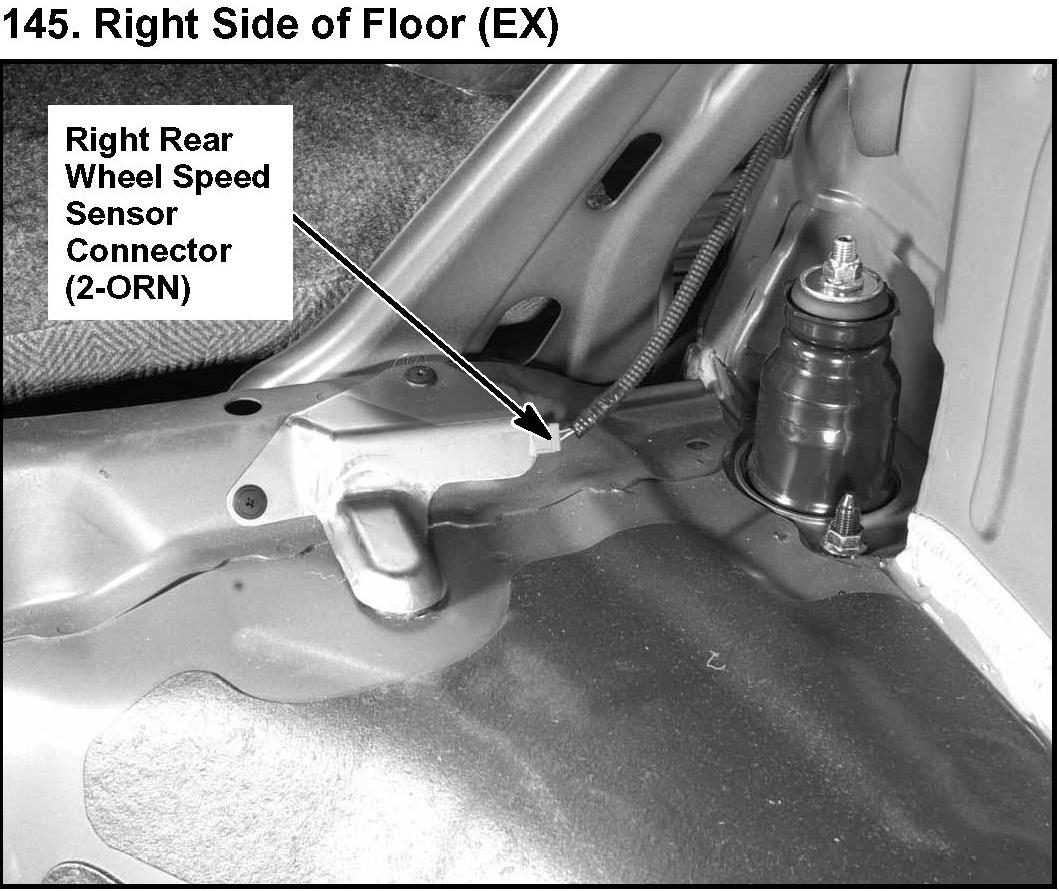 145. Right Side of Floor (EX)
Right Rear
Wheel Speed
Sensor
Connector
(2-ORN)